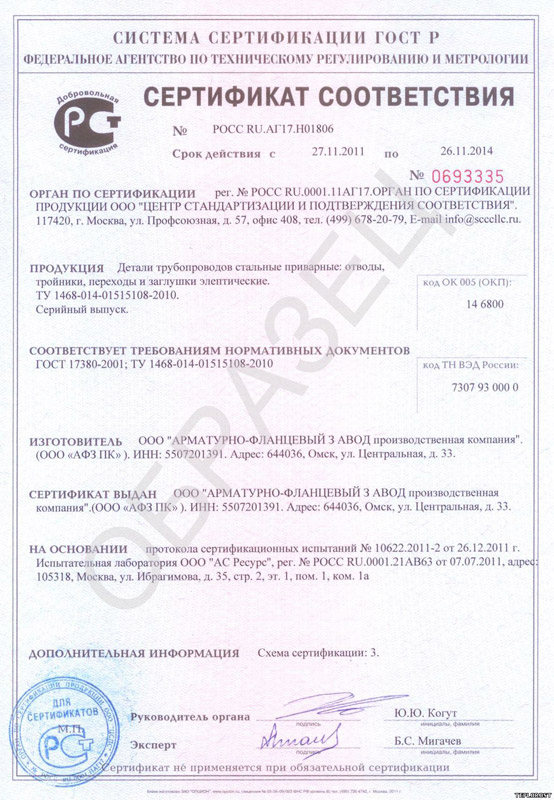 СИСТЕМА СЕРТИФИКАЦИИ ГОСТ Р
ФЕДЕРАЛЬНОЕ АГЕНТСТВО ПО ТЕХНИЧЕСКОМУ РЕГУЛИРОВАНИЮ И МЕТРОЛОГИИ
Добровольная
РСТ
сертификация
СЕРТИФИКАТ СООТВЕТСТВИЯ
№ РОСС RU.АГ17.Н01806
Срок действия с 27.11.2011 по 26.11.2014
№ 0693335
ОРГАН ПО СЕРТИФИКАЦИИ рег. № РОСС RU.0001.11АГ17.ОРГАН ПО СЕРТИФИКАЦИИ
ПРОДУКЦИИ ООО "ЦЕНТР СТАНДАРТИЗАЦИИ И ПОДТВЕРЖДЕНИЯ СООТВЕТСТВИЯ".
117420, г. Москва, ул. Профсоюзная, д. 57, офис 408, тел. (499) 678-20-79, E-mail info@scccllc.ru.
ПРОДУКЦИЯ Детали трубопроводов стальные приварные: отводы,
тройники, переходы и заглушки элептические.
ТУ 1468-014-01515108-2010.
Серийный выпуск.
код ОК 005 (ОКП):
14 6800
СООТВЕТСТВУЕТ ТРЕБОВАНИЯМ НОРМАТИВНЫХ ДОКУМЕНТОВ
ГОСТ 17380-2001; ТУ 1468-014-01515108-2010
код ТН ВЭД России:
7307 93 000 0
ИЗГОТОВИТЕЛЬ ООО "АРМАТУРНО-ФЛАНЦЕВЫЙ З АВОД производственная компания".
(ООО «АФЗ ПК» ). ИНН: 5507201391. Адрес: 644036, Омск, ул. Центральная, д. 33.
СЕРТИФИКАТ ВЫДАН ООО "АРМАТУРНО-ФЛАНЦЕВЫЙ З АВОД производственная
компания".(ООО «АФЗ ПК» ). ИНН: 5507201391. Адрес: 644036, Омск, ул. Центральная, д. 33.
НА ОСНОВАНИИ протокола сертификационных испытаний № 10622.2011-2 от 26.12.2011 г.
Испытательная лаборатория ООО "АС Ресурс", рег. № РОСС RU.0001.21АВ63 от 07.07.2011, адрес:
105318, Москва, ул. Ибрагимова, д. 35, стр. 2, эт. 1, пом. 1, ком. 1а
ДОПОЛНИТЕЛЬНАЯ ИНФОРМАЦИЯ Схема сертификации: 3.
ОБРАЗЕЦ
ДЛЯ
СЕРТИФИКАТОВ
М.П.
РСТ
Руководитель органа
подпись
Ю.Ю. Когут
инициалы, фамилия
Эксперт
подпись
Б.С. Мигачев
инициалы, фамилия
Сертификат не применяется при обязательной сертификации